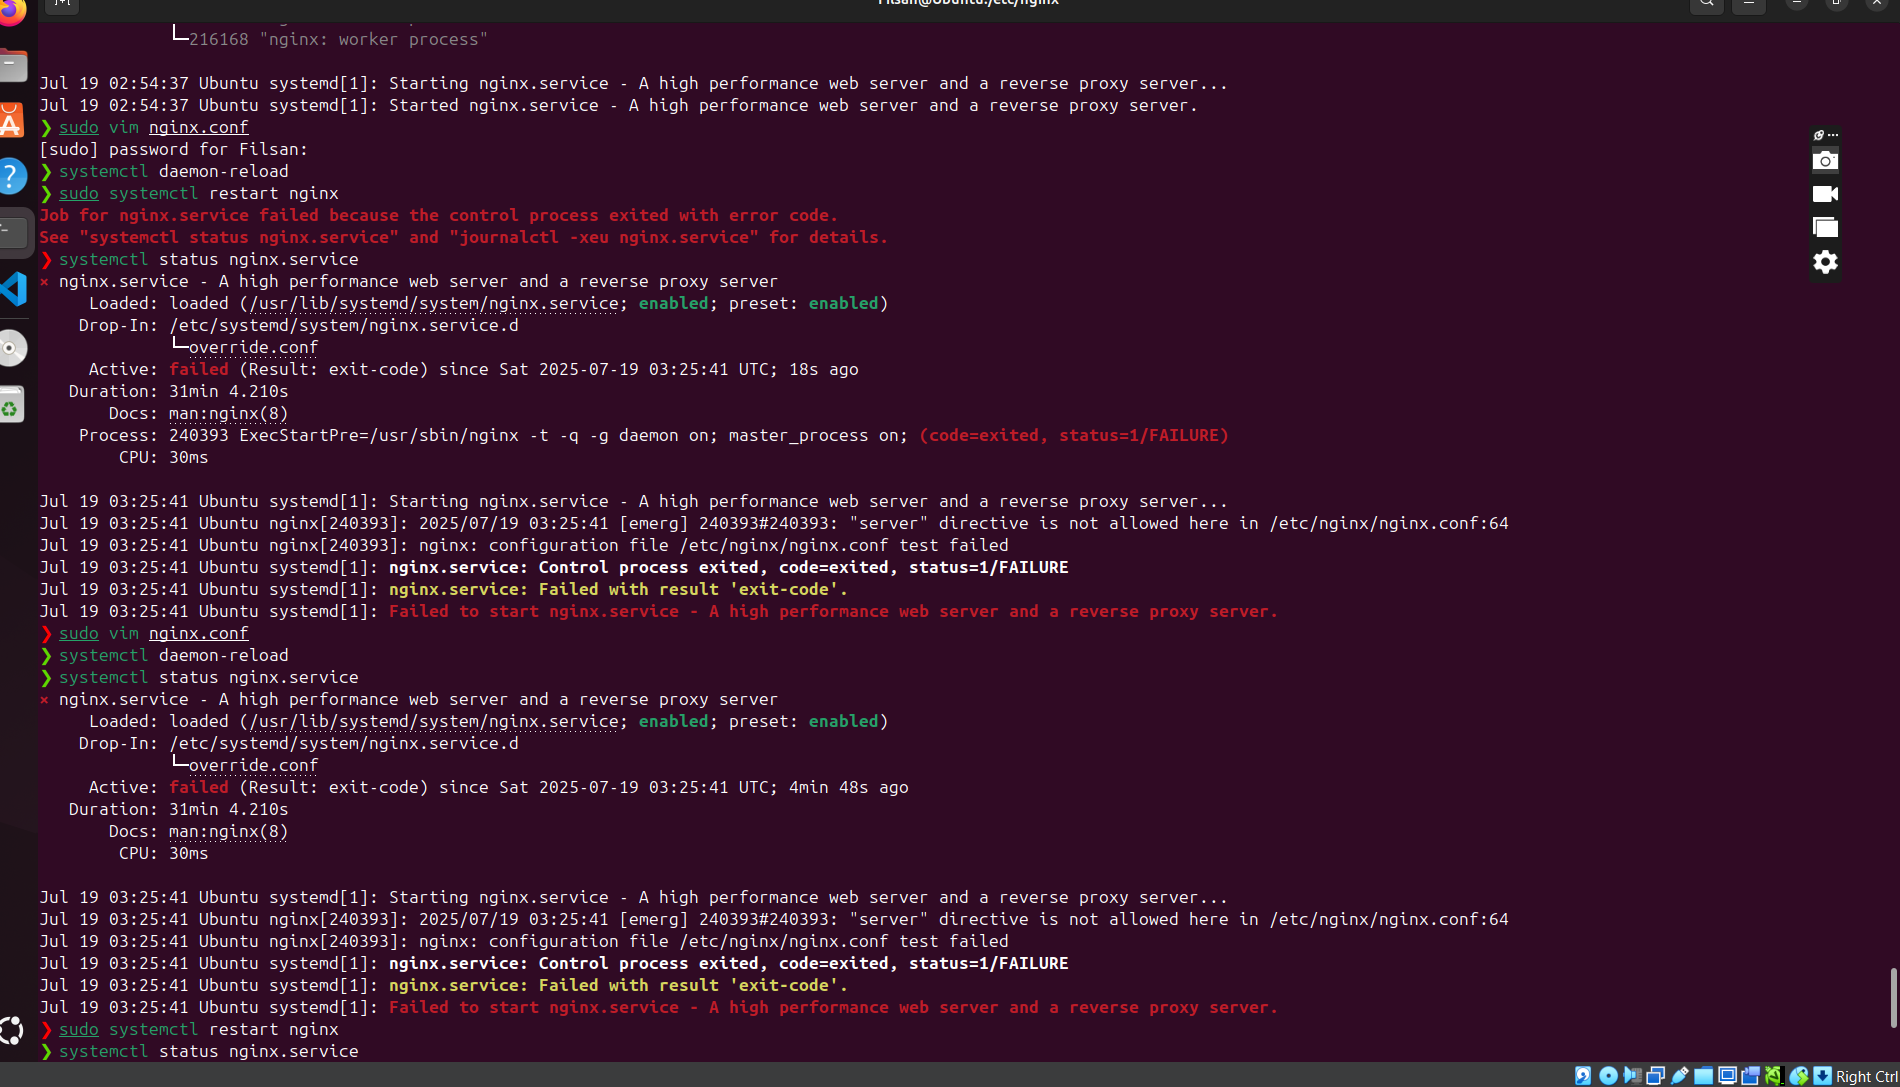 Filsan@Ubuntu:/etc/nginx
└─216168 "nginx: worker process"
Jul 19 02:54:37 Ubuntu systemd[1]: Starting nginx.service - A high performance web server and a reverse proxy server...
Jul 19 02:54:37 Ubuntu systemd[1]: Started nginx.service - A high performance web server and a reverse proxy server.
❯ sudo vim nginx.conf
[sudo] password for Filsan:
❯ systemctl daemon-reload
❯ sudo systemctl restart nginx
Job for nginx.service failed because the control process exited with error code.
See "systemctl status nginx.service" and "journalctl -xeu nginx.service" for details.
❯ systemctl status nginx.service
× nginx.service - A high performance web server and a reverse proxy server
Loaded: loaded (/usr/lib/systemd/system/nginx.service; enabled; preset: enabled)
Drop-In: /etc/systemd/system/nginx.service.d
└─override.conf
Active: failed (Result: exit-code) since Sat 2025-07-19 03:25:41 UTC; 18s ago
Duration: 31min 4.210s
Docs: man:nginx(8)
Process: 240393 ExecStartPre=/usr/sbin/nginx -t -q -g daemon on; master_process on; (code=exited, status=1/FAILURE)
CPU: 30ms
Jul 19 03:25:41 Ubuntu systemd[1]: Starting nginx.service - A high performance web server and a reverse proxy server...
Jul 19 03:25:41 Ubuntu nginx[240393]: 2025/07/19 03:25:41 [emerg] 240393#240393: "server" directive is not allowed here in /etc/nginx/nginx.conf:64
Jul 19 03:25:41 Ubuntu nginx[240393]: nginx: configuration file /etc/nginx/nginx.conf test failed
Jul 19 03:25:41 Ubuntu systemd[1]: nginx.service: Control process exited, code=exited, status=1/FAILURE
Jul 19 03:25:41 Ubuntu systemd[1]: nginx.service: Failed with result 'exit-code'.
Jul 19 03:25:41 Ubuntu systemd[1]: Failed to start nginx.service - A high performance web server and a reverse proxy server.
❯ sudo vim nginx.conf
❯ systemctl daemon-reload
❯ systemctl status nginx.service
× nginx.service - A high performance web server and a reverse proxy server
Loaded: loaded (/usr/lib/systemd/system/nginx.service; enabled; preset: enabled)
Drop-In: /etc/systemd/system/nginx.service.d
└─override.conf
Active: failed (Result: exit-code) since Sat 2025-07-19 03:25:41 UTC; 4min 48s ago
Duration: 31min 4.210s
Docs: man:nginx(8)
CPU: 30ms
Jul 19 03:25:41 Ubuntu systemd[1]: Starting nginx.service - A high performance web server and a reverse proxy server...
Jul 19 03:25:41 Ubuntu nginx[240393]: 2025/07/19 03:25:41 [emerg] 240393#240393: "server" directive is not allowed here in /etc/nginx/nginx.conf:64
Jul 19 03:25:41 Ubuntu nginx[240393]: nginx: configuration file /etc/nginx/nginx.conf test failed
Jul 19 03:25:41 Ubuntu systemd[1]: nginx.service: Control process exited, code=exited, status=1/FAILURE
Jul 19 03:25:41 Ubuntu systemd[1]: nginx.service: Failed with result 'exit-code'.
Jul 19 03:25:41 Ubuntu systemd[1]: Failed to start nginx.service - A high performance web server and a reverse proxy server.
❯ sudo systemctl restart nginx
❯ systemctl status nginx.service
Right Ctrl